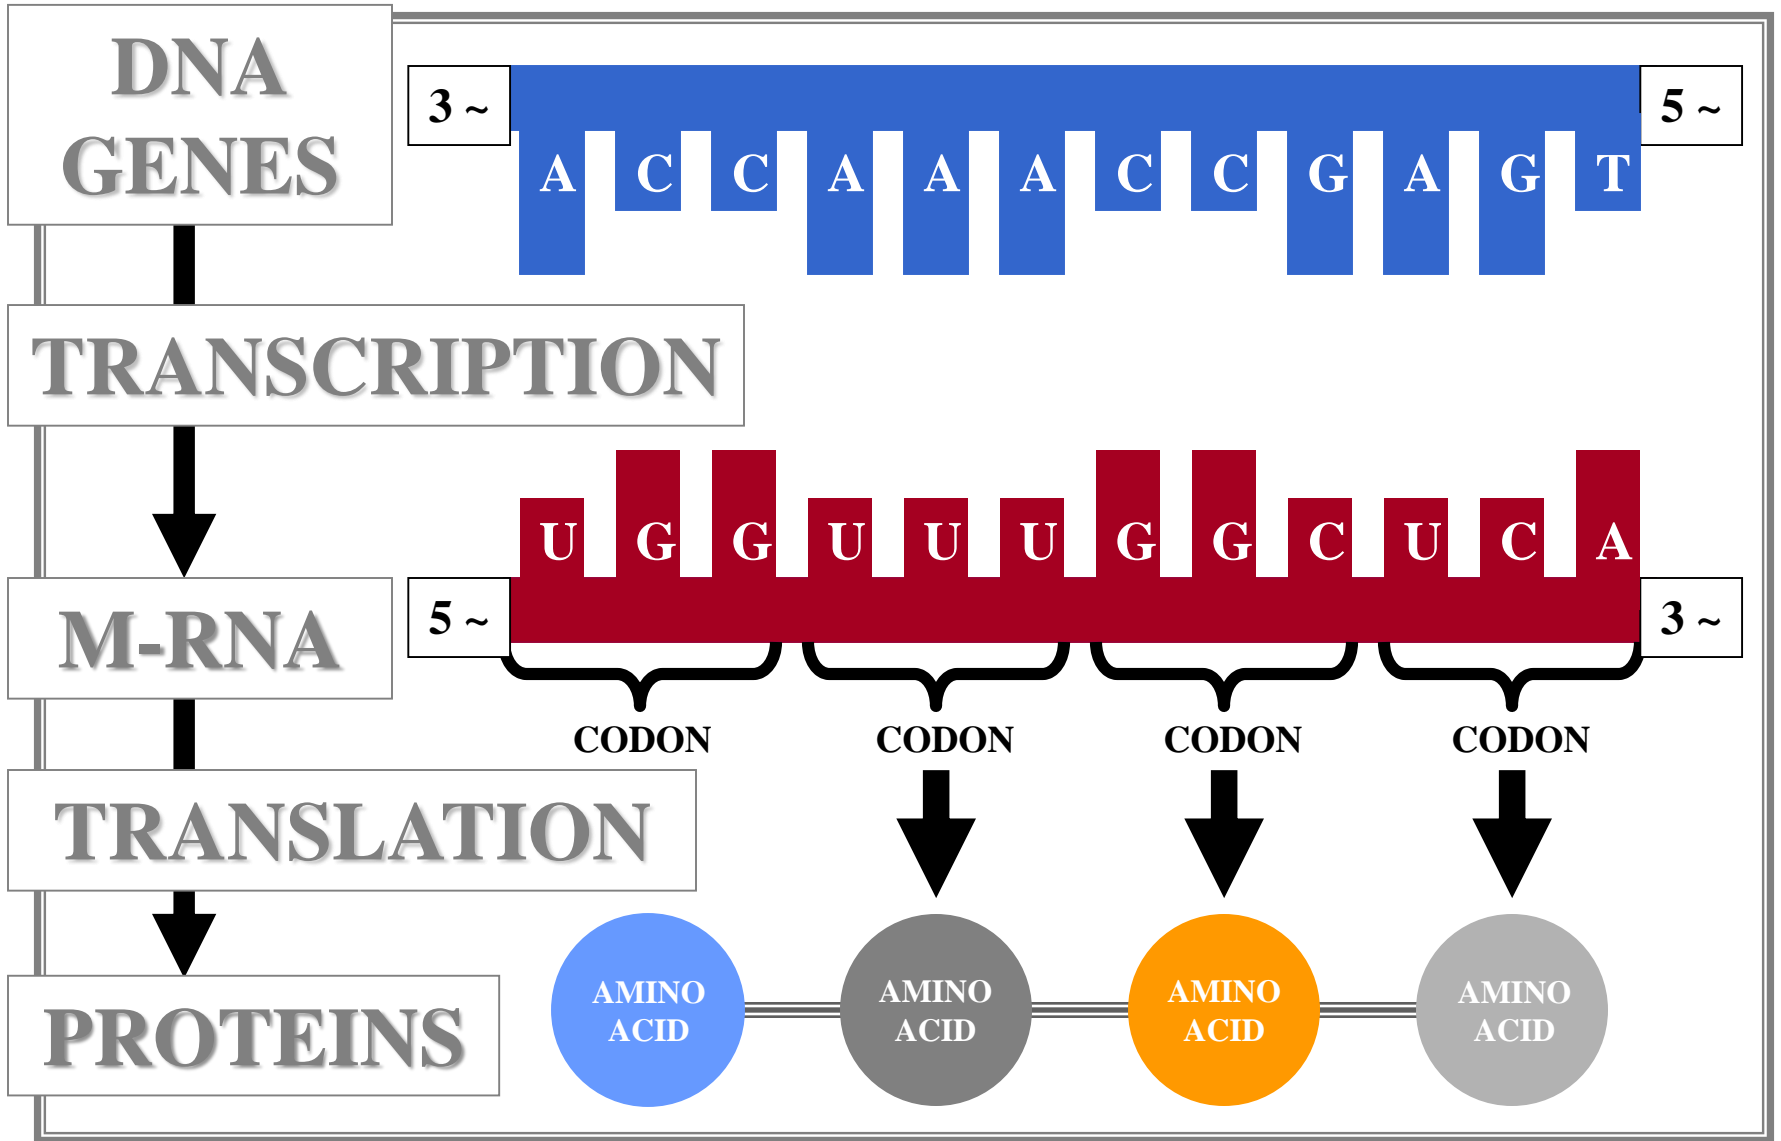 DNA
GENES
3 ~
5 ~
A C C A A A C C G A G T
TRANSCRIPTION
U G G U U U G G C U C A
M-RNA
5 ~
3 ~
CODON CODON CODON CODON
TRANSLATION
PROTEINS
AMINO
ACID
AMINO
ACID
AMINO
ACID
AMINO
ACID